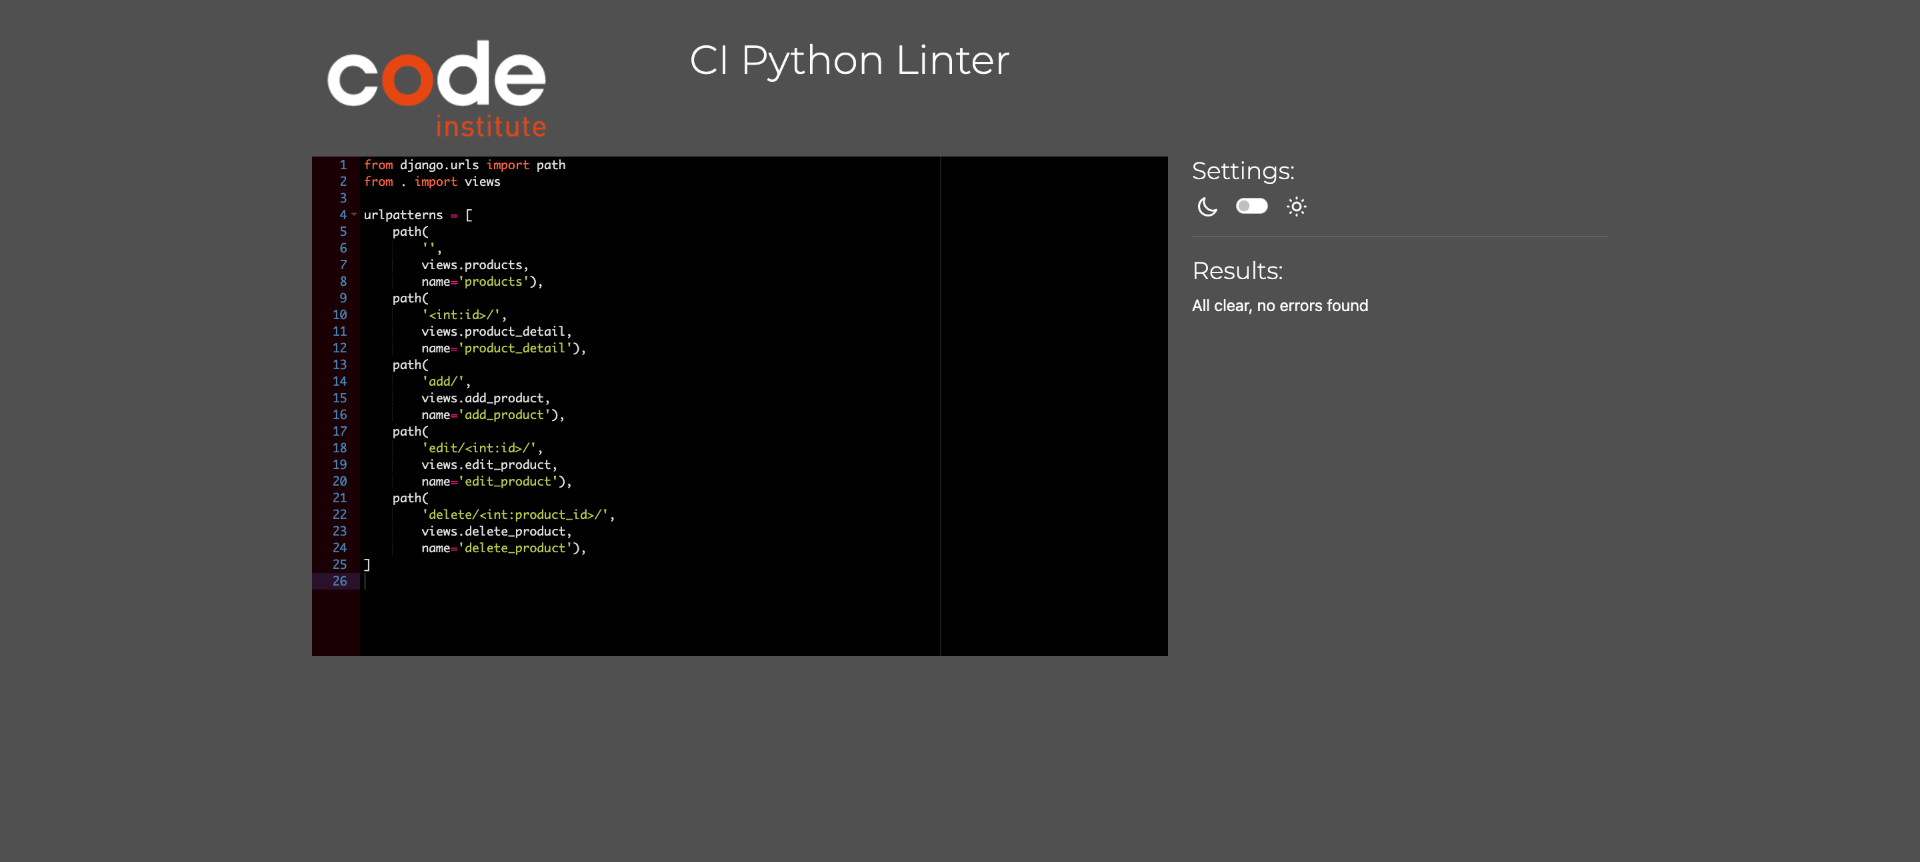 code
institute
CI Python Linter
1 from django.urls import path
2 from . import views
3
4 urlpatterns = [
5     path(
6         '',
7         views.products,
8         name='products'),
9     path(
10         '<int:id>/',
11         views.product_detail,
12         name='product_detail'),
13     path(
14         'add/',
15         views.add_product,
16         name='add_product'),
17     path(
18         'edit/<int:id>/',
19         views.edit_product,
20         name='edit_product'),
21     path(
22         'delete/<int:product_id>/',
23         views.delete_product,
24         name='delete_product'),
25 ]
26
Settings:
Results:
All clear, no errors found